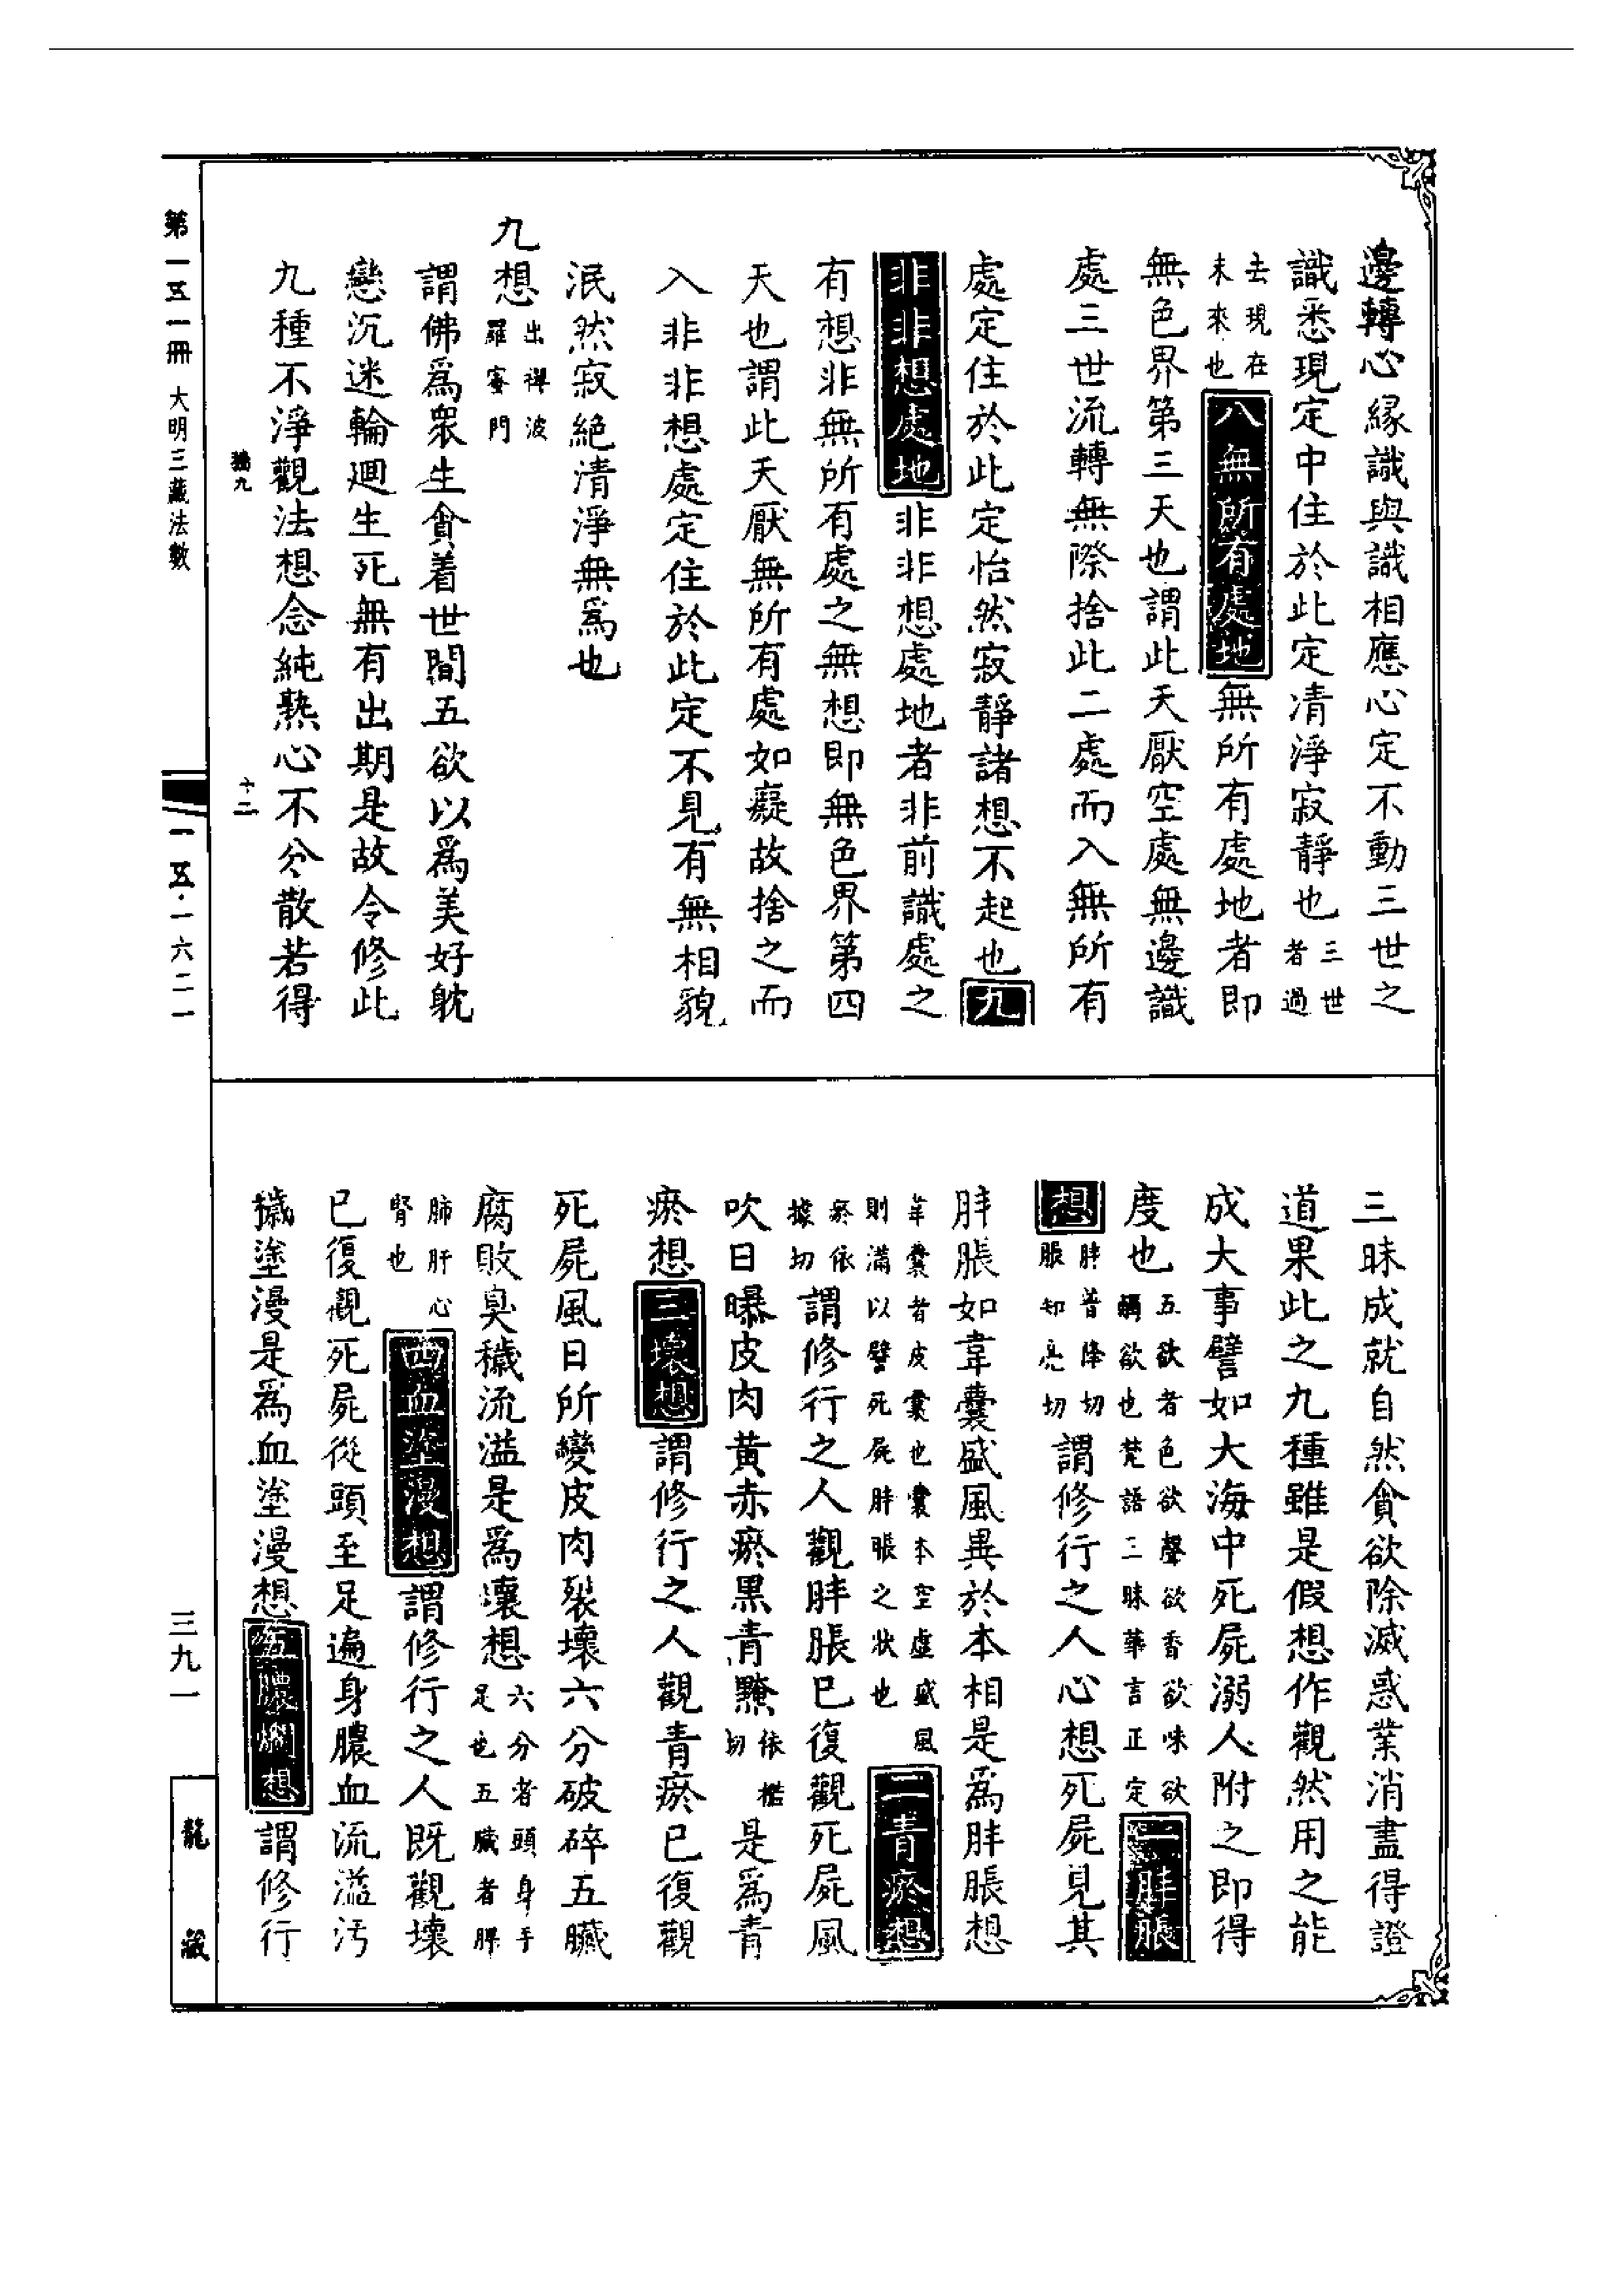 邊轉心緣識與識相應心定不動三世之
識悉現定中住於此定清淨寂靜也三世者過
去現在未來也八無所有處地無所有處地者即
無色界第三天也謂此天厭空處無邊識
處三世流轉無際捨此二處而入無所有
處定住於此定怡然寂靜諸想不起也九
非非想處地非非想處地者非前識處之
有想非無所有處之無想即無色界第四
天也謂此天厭無所有處如癡故捨之而
入非非想處定住於此定不見有無相貌
泯然寂絕清淨無為也
九想出禪波羅蜜門
謂佛為眾生貪着世間五欲以為美好躭
戀沉迷輪迴生死無有出期是故令修此
九種不淨觀法想念純熟心不分散若得
三昧成就自然貪欲除滅惑業消盡得證
道果此之九種雖是假想作觀然用之能
成大事譬如大海中死屍溺人附之即得
度也五欲者色欲聲欲香欲味欲觸欲也梵語三昧華言正定一胖脹
想胖普降切脹知亮切謂修行之人心想死屍見其
胖脹如韋囊盛風異於本相是為胖脹想
韋囊者皮囊也囊本空虛盛風則滿以譬死屍胖脹之狀也二青瘀想
瘀依據切謂修行之人觀胖脹已復觀死屍風
吹日曝皮肉黃赤瘀黑青黤依檻切是為青
瘀想三壞想謂修行之人觀青瘀已復觀
死屍風日所變皮肉裂壞六分破碎五臟
腐敗臭穢流溢是為壞想六分者頭身手足也五臟者脾
肺肝心腎也四血塗漫想謂修行之人既觀壞
已復觀死屍從頭至足遍身膿血流溢汚
穢塗漫是為血塗漫想五膿爛想謂修行
第一五一冊 大明三藏法數
十二
一五·一六二一
三九一
龍藏